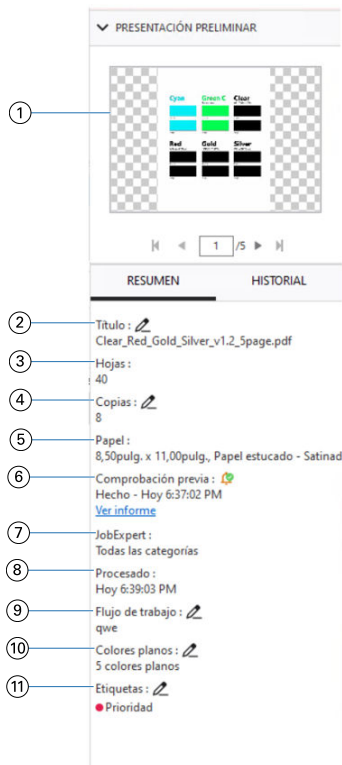 PRESENTACIÓN PRELIMINAR
1
Cyan Green C Clear
Red Gold Silver
1 /5
RESUMEN HISTORIAL
2 Título :
Clear_Red_Gold_Silver_v1.2_5page.pdf
3 Hojas :
40
4 Copias :
8
5 Papel :
8,50pulg. x 11,00pulg., Papel estucado - Satinad
6 Comprobación previa :
Hecho - Hoy 6:37:02 PM
Ver informe
7 JobExpert :
Todas las categorías
8 Procesado :
Hoy 6:39:03 PM
9 Flujo de trabajo :
qwe
10 Colores planos :
5 colores planos
11 Etiquetas :
Prioridad